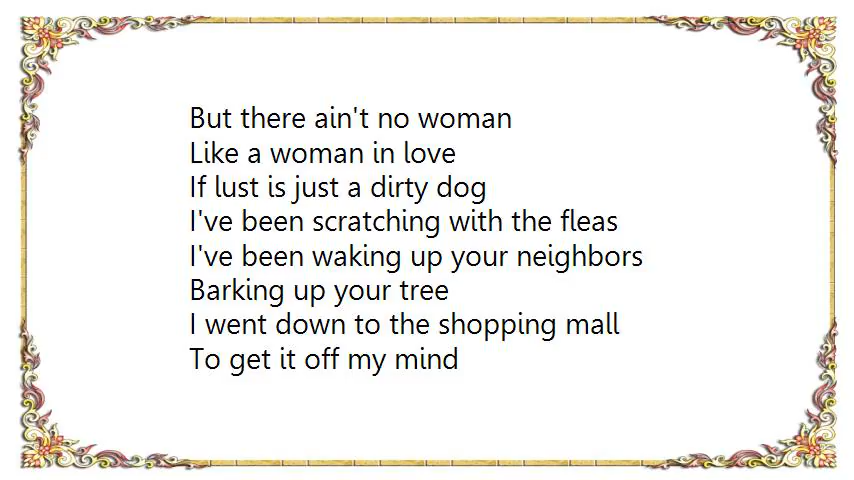 But there ain't no woman
Like a woman in love
If lust is just a dirty dog
I've been scratching with the fleas
I've been waking up your neighbors
Barking up your tree
I went down to the shopping mall
To get it off my mind